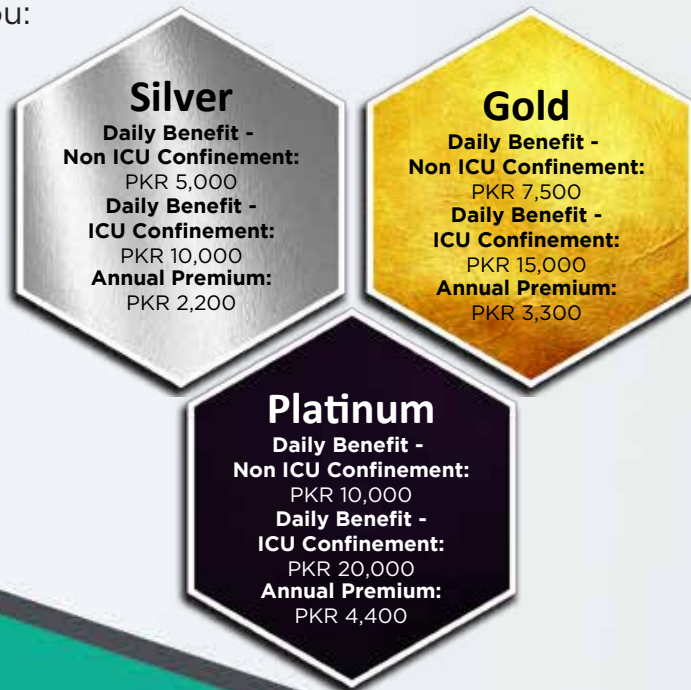 ou:
Silver
Daily Benefit -
Non ICU Confinement:
PKR 5,000
Daily Benefit -
ICU Confinement:
PKR 10,000
Annual Premium:
PKR 2,200
Gold
Daily Benefit -
Non ICU Confinement:
PKR 7,500
Daily Benefit -
ICU Confinement:
PKR 15,000
Annual Premium:
PKR 3,300
Platinum
Daily Benefit -
Non ICU Confinement:
PKR 10,000
Daily Benefit -
ICU Confinement:
PKR 20,000
Annual Premium:
PKR 4,400